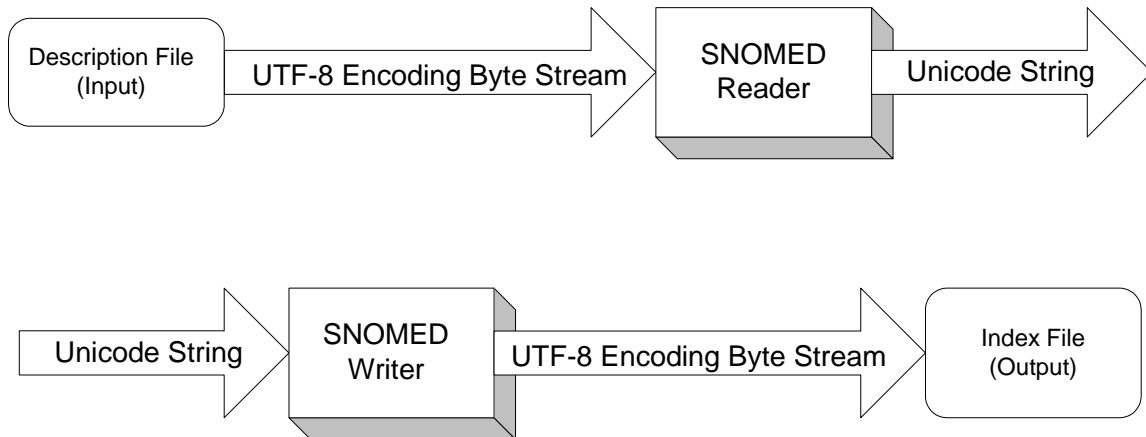 Description File
(Input)
UTF-8 Encoding Byte Stream
SNOMED
Reader
Unicode String
Unicode String
SNOMED
Writer
UTF-8 Encoding Byte Stream
Index File
(Output)